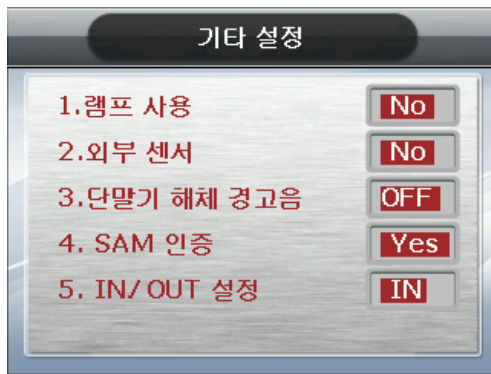 기타 설정
1.램프 사용 No
2.외부 센서 No
3.단말기 해체 경고음 OFF
4. SAM 인증 Yes
5. IN/OUT 설정 IN